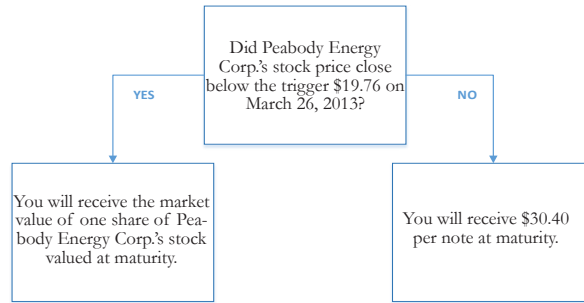 Did Peabody Energy
Corp.'s stock price close
below the trigger $19.76 on
March 26, 2013?
YES
NO
You will receive the market
value of one share of Pea-
body Energy Corp.'s stock
valued at maturity.
You will receive $30.40
per note at maturity.